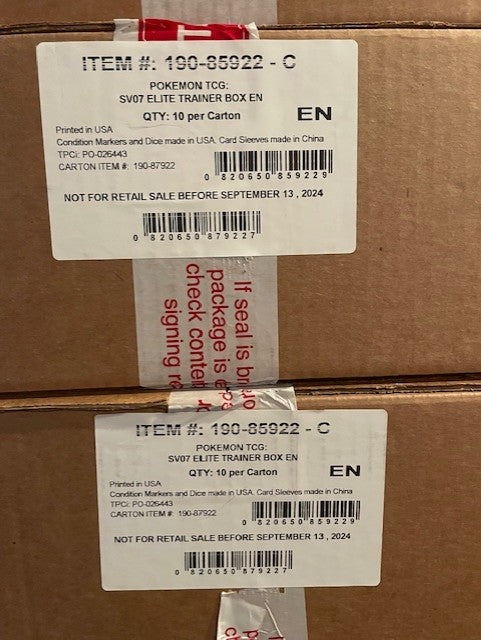 ITEM #: 190-85922 - C
POKEMON TCG:
SV07 ELITE TRAINER BOX EN
QTY: 10 per Carton
EN
Printed in USA
Condition Markers and Dice made in USA, Card Sleeves made in China
TPCi: PO-026443
CARTON ITEM #: 190-87922
0 820650 859229
NOT FOR RETAIL SALE BEFORE SEPTEMBER 13 , 2024
0 820650 879227
If seal is
package is
check
signing
ITEM #: 190-85922 - C
POKEMON TCG:
SV07 ELITE TRAINER BOX EN
QTY: 10 per Carton
EN
Printed in USA
Condition Markers and Dice made in USA, Card Sleeves made in China
TPCi: PO-026443
CARTON ITEM #: 190-87922
0 820650 859229
NOT FOR RETAIL SALE BEFORE SEPTEMBER 13 , 2024
0 820650 879227